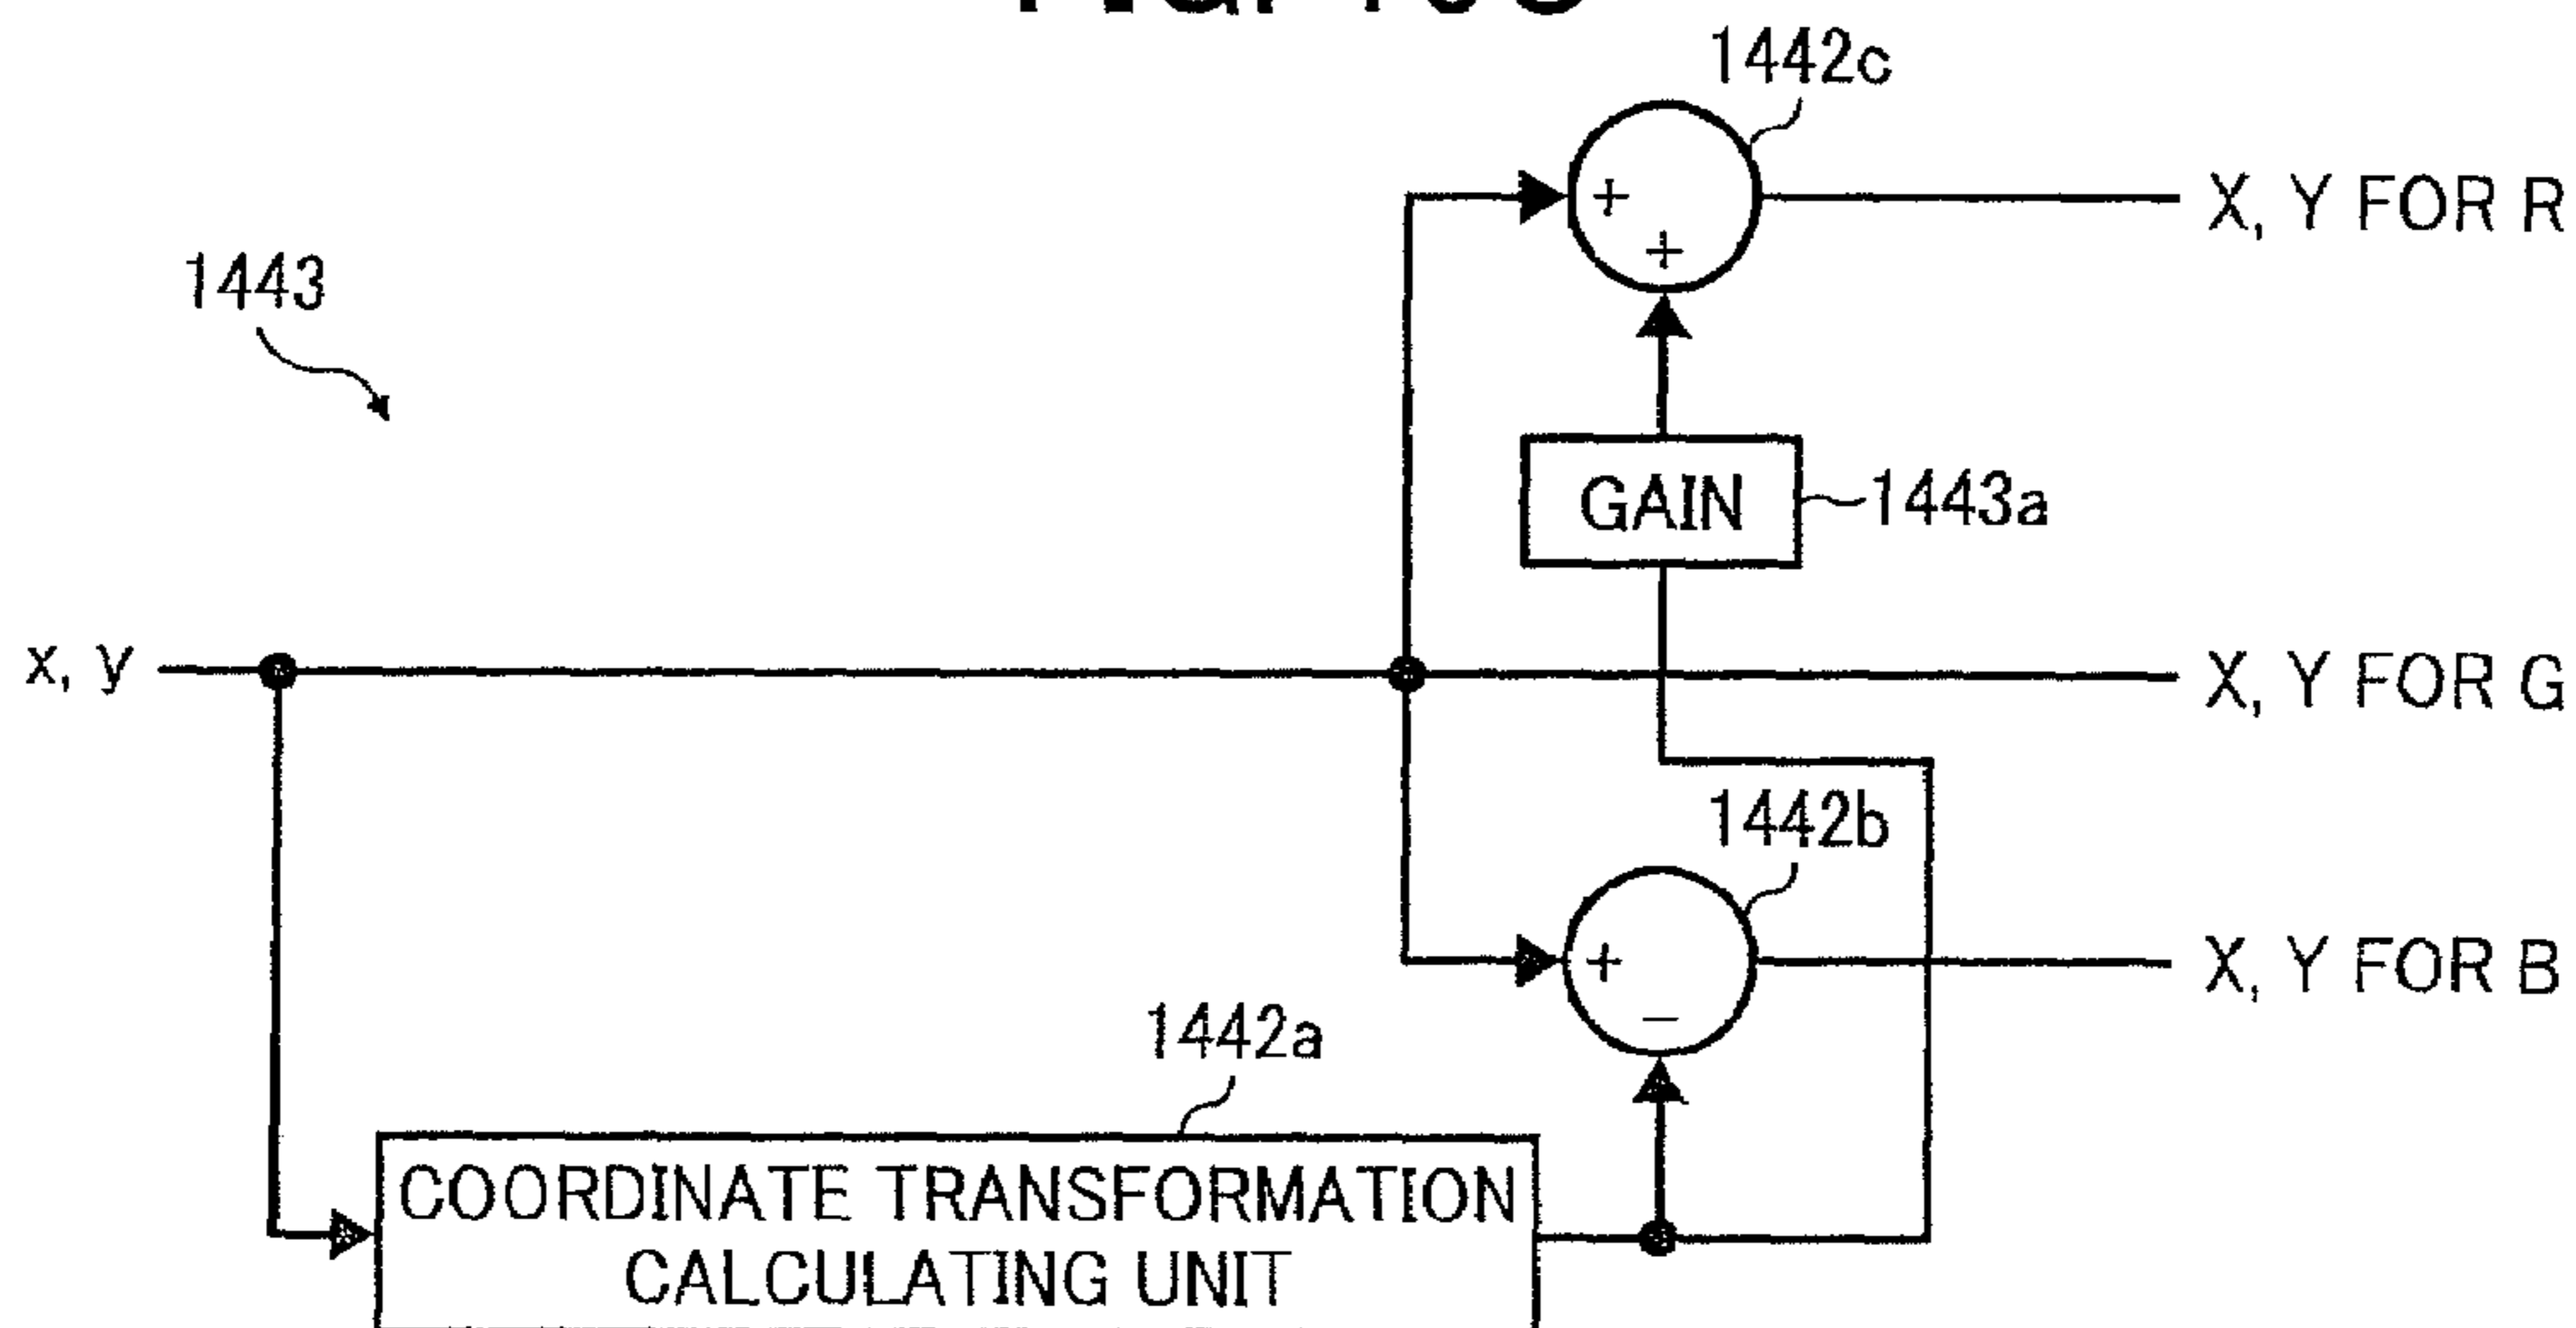 1442c
+
+
X, Y FOR R
1443
GAIN
1443a
x, y
X, Y FOR G
1442b
+
−
X, Y FOR B
1442a
COORDINATE TRANSFORMATION
CALCULATING UNIT